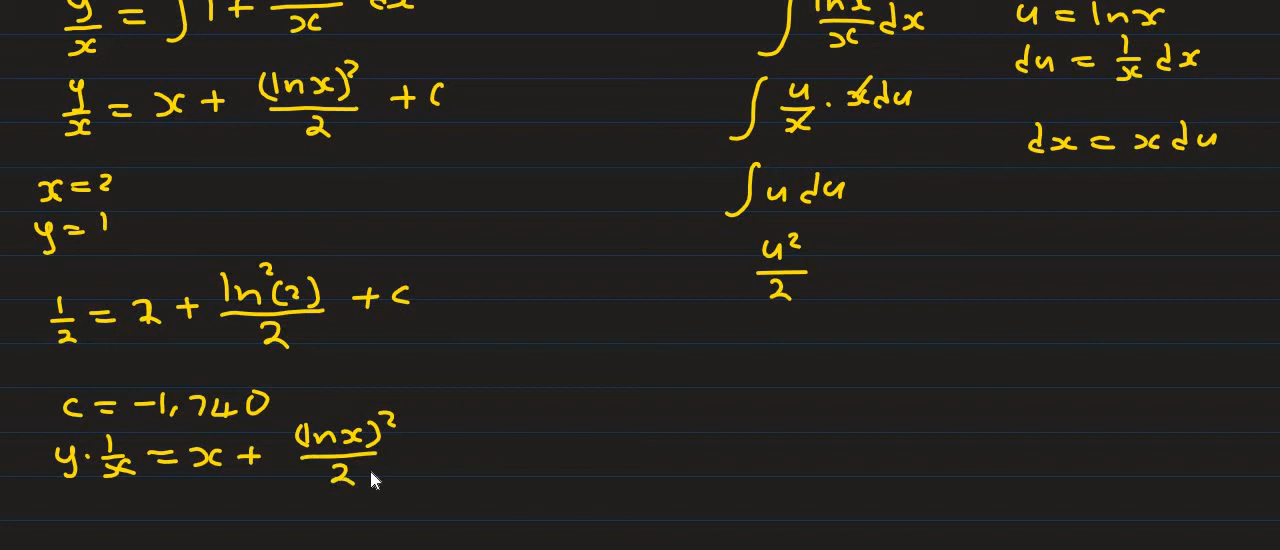 y/x = ∫ 1 + /x dx
y/x = x + (ln x)²/2 + c
x = 2
y = 1
1/2 = 2 + ln²(2)/2 + c
c = -1,740
y · 1/x = x + (ln x)²/2
∫ ln x/x dx
∫ u/x · x du
∫ u du
u²/2
u = ln x
du = 1/x dx
dx = x du